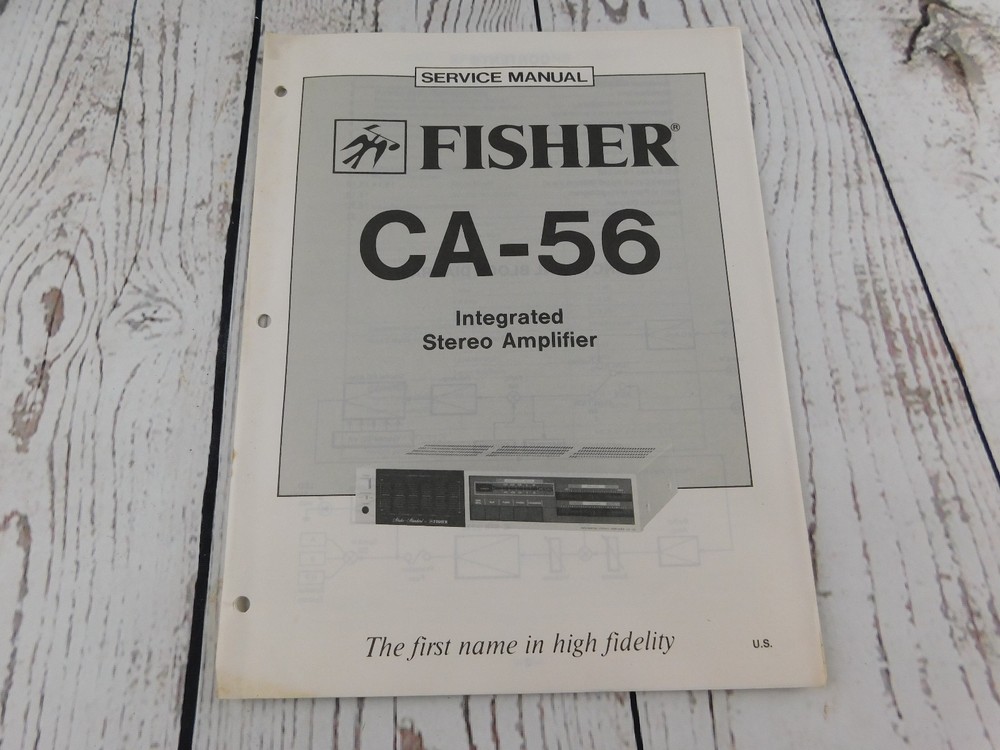 SERVICE MANUAL
FISHER®
CA-56
Integrated
Stereo Amplifier
The first name in high fidelity
U.S.